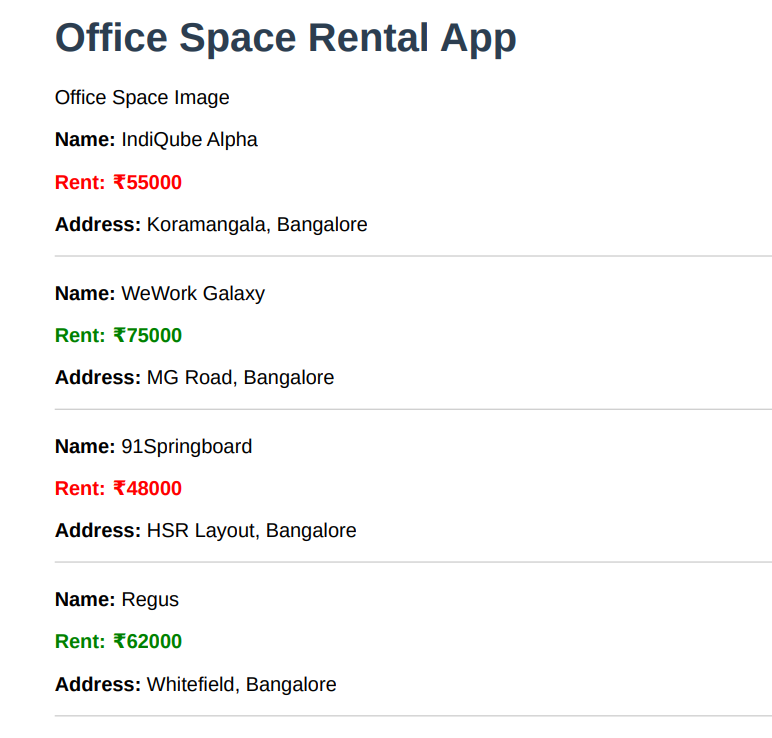 Office Space Rental App
Office Space Image
Name: IndiQube Alpha
Rent: ₹55000
Address: Koramangala, Bangalore
Name: WeWork Galaxy
Rent: ₹75000
Address: MG Road, Bangalore
Name: 91Springboard
Rent: ₹48000
Address: HSR Layout, Bangalore
Name: Regus
Rent: ₹62000
Address: Whitefield, Bangalore